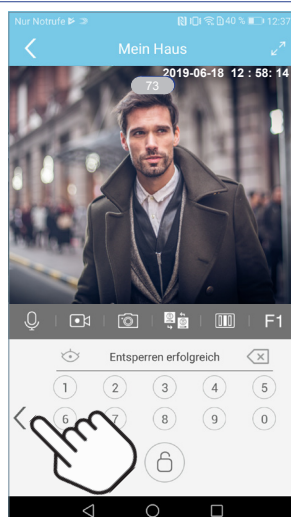 Nur Notrufe 40 % 12:37
Mein Haus
2019-06-18 12:58:14
73
F1
Entsperren erfolgreich
1 2 3 4 5
6 7 8 9 0